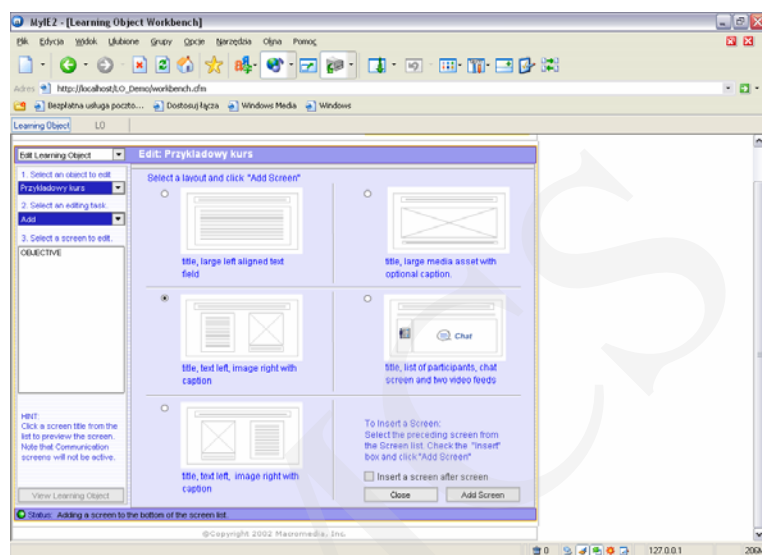 MyIE2 - [Learning Object Workbench]
Plik Edycja Widok Ulubione Grupy Opcje Narzędzia Okna Pomoc
Adres http://localhost/LO_Demo/workbench.cfm
Bezpłatna usługa poczto... Dostosuj łącza Windows Media Windows
Learning Object LO
Edit Learning Object
Edit: Przykladowy kurs
1. Select an object to edit
Przykladowy kurs
2. Select an editing task.
Add
3. Select a screen to edit.
OBJECTIVE
HINT:
Click a screen title from the
list to preview the screen.
Note that Communication
screens will not be active.
View Learning Object
Select a layout and click "Add Screen"
title, large left aligned text
field
title, large media asset with
optional caption.
title, text left, image right with
caption
Chat
title, list of participants, chat
screen and two video feeds
title, text left, image right with
caption
To Insert a Screen:
Select the preceding screen from
the Screen list. Check the "Insert"
box and click "Add Screen"
Insert a screen after screen
Close Add Screen
Status: Adding a screen to the bottom of the screen list.
@Copyright 2002 Macromedia, Inc.
0 127.0.0.1